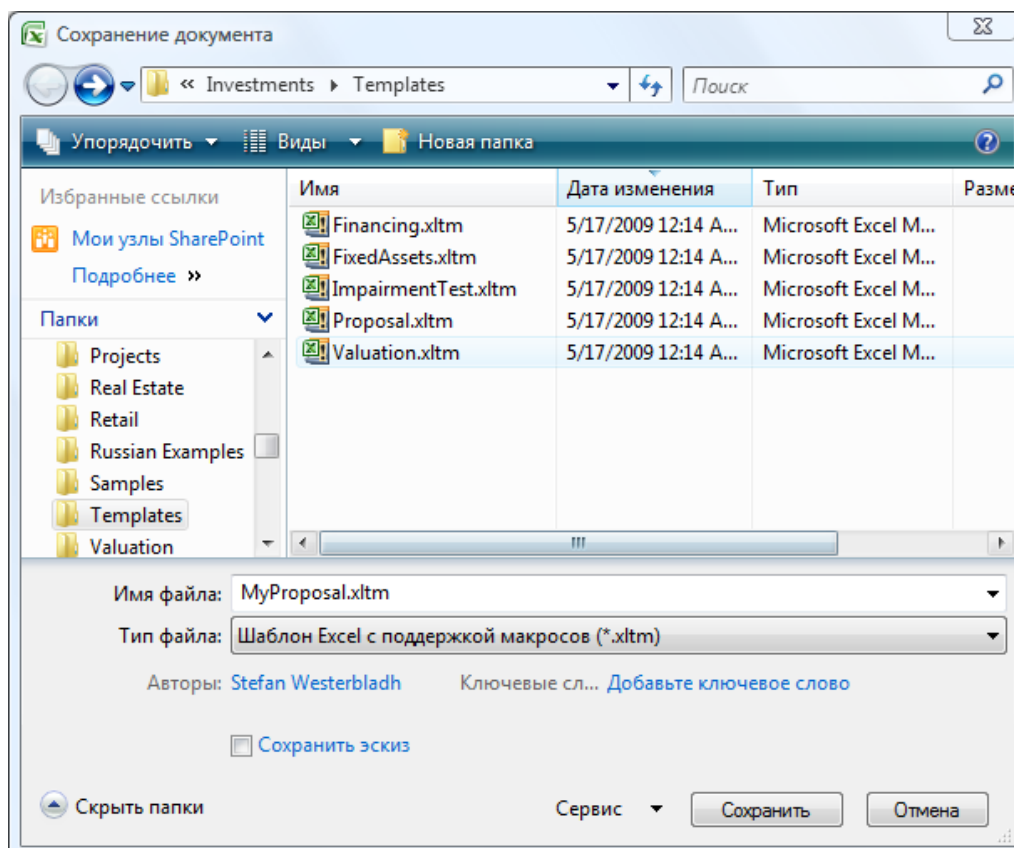 Сохранение документа
« Investments Templates
Поиск
Упорядочить Виды Новая папка
Избранные ссылки
Мои узлы SharePoint
Подробнее »
Папки
Projects
Real Estate
Retail
Russian Examples
Samples
Templates
Valuation
Имя Дата изменения Тип Разме
Financing.xltm 5/17/2009 12:14 A... Microsoft Excel M...
FixedAssets.xltm 5/17/2009 12:14 A... Microsoft Excel M...
ImpairmentTest.xltm 5/17/2009 12:14 A... Microsoft Excel M...
Proposal.xltm 5/17/2009 12:14 A... Microsoft Excel M...
Valuation.xltm 5/17/2009 12:14 A... Microsoft Excel M...
Имя файла: MyProposal.xltm
Тип файла: Шаблон Excel с поддержкой макросов (*.xltm)
Авторы: Stefan Westerbladh Ключевые сл... Добавьте ключевое слово
Сохранить эскиз
Скрыть папки Сервис Сохранить Отмена